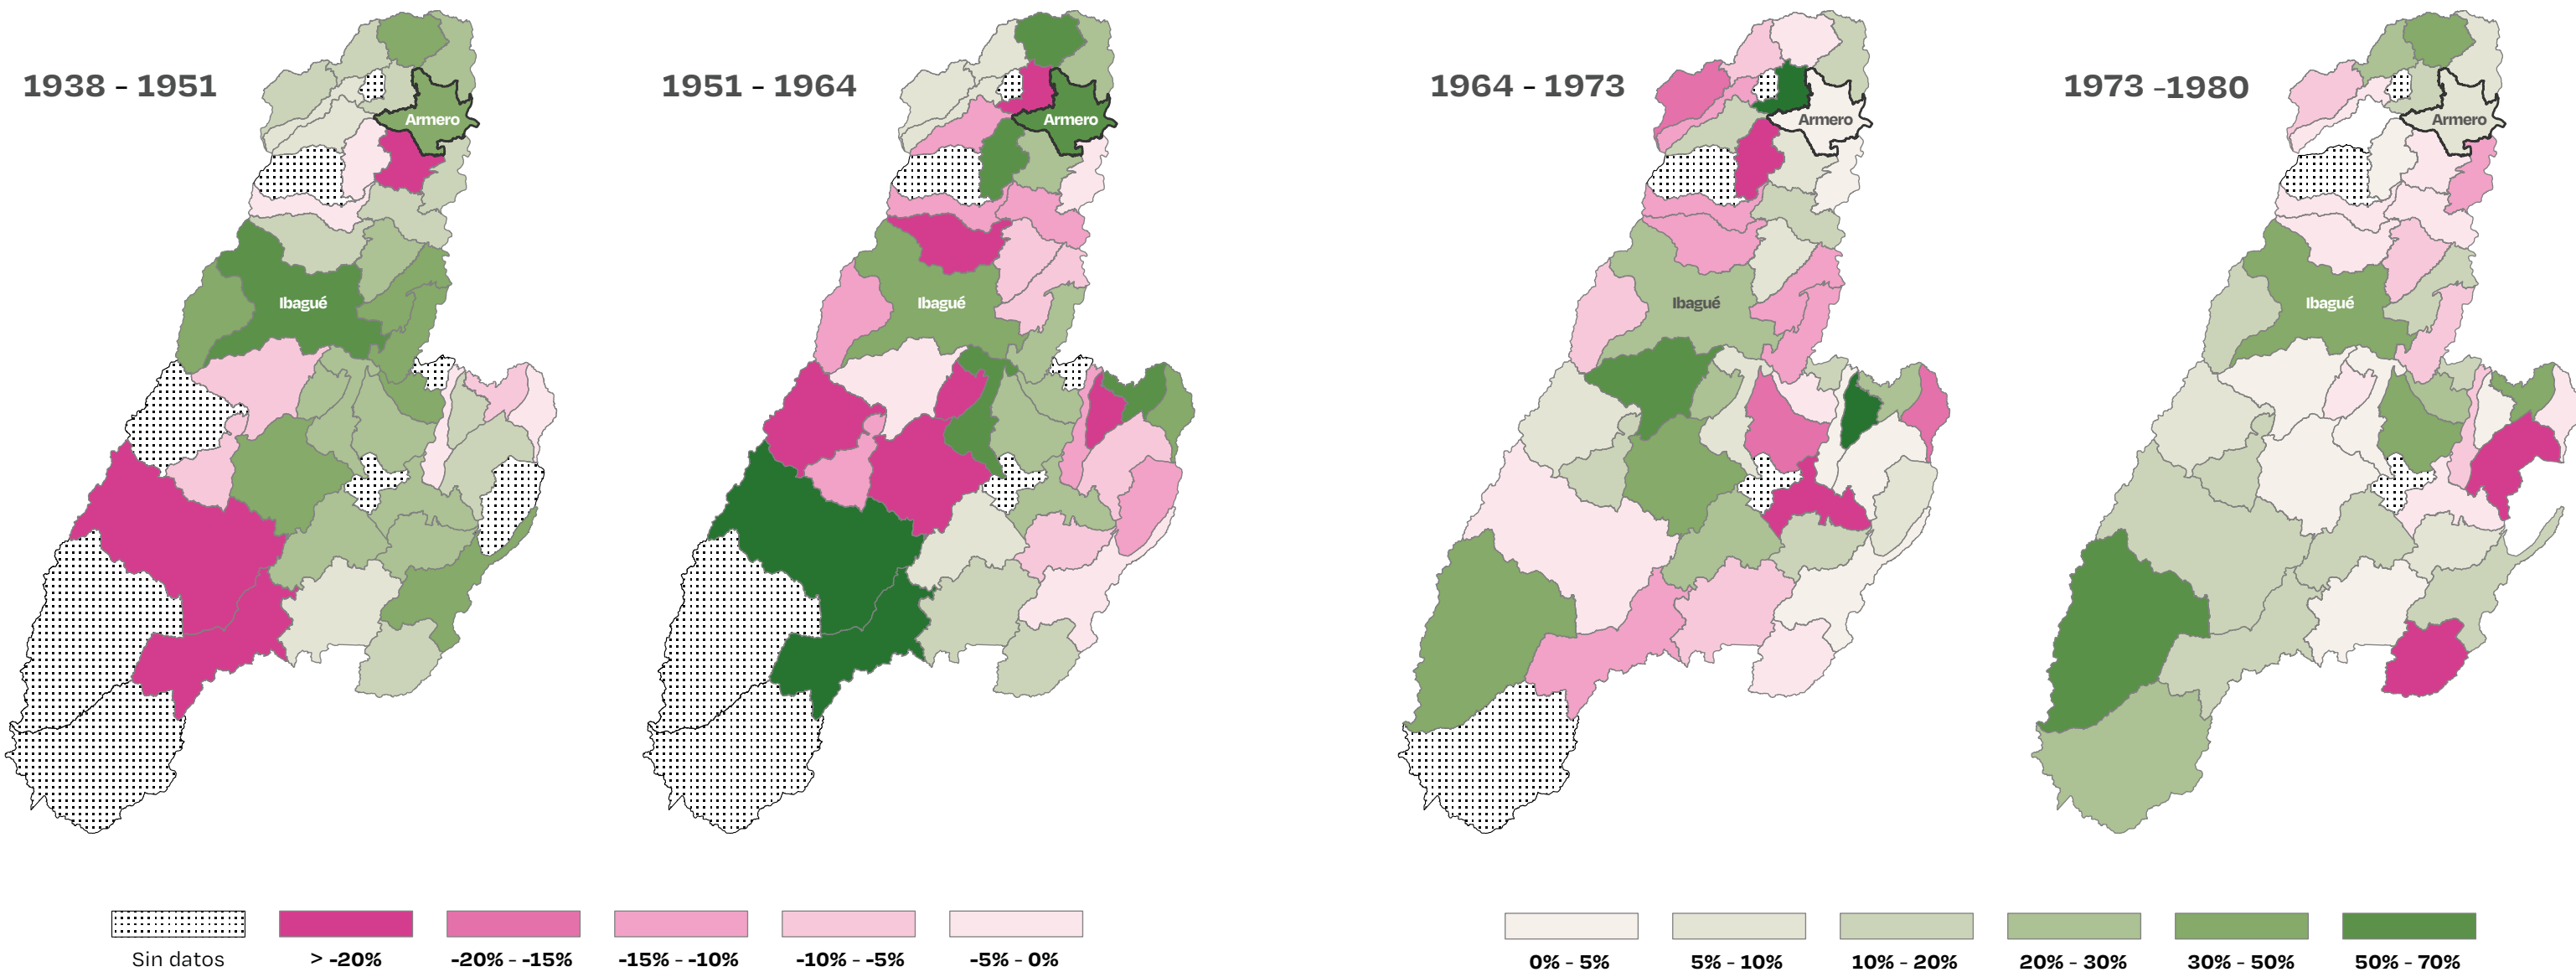 1938 - 1951
1951 - 1964
1964 - 1973
1973 -1980
Armero
Armero
Armero
Armero
Ibagué
Ibagué
Ibagué
Ibagué
Sin datos
> -20%
-20% - -15%
-15% - -10%
-10% - -5%
-5% - 0%
0% - 5%
5% - 10%
10% - 20%
20% - 30%
30% - 50%
50% - 70%